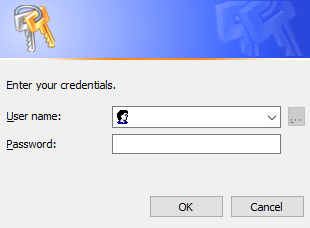 Enter your credentials.
User name:
...
Password:
OK Cancel